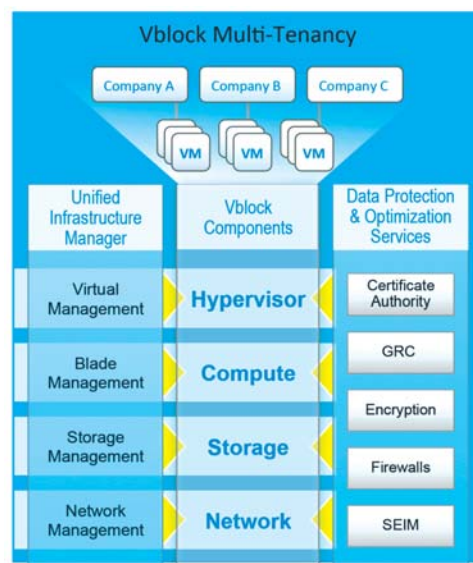 Vblock Multi-Tenancy
Company A
Company B
Company C
VM
VM
VM
Unified
Infrastructure
Manager
Vblock
Components
Data Protection
& Optimization
Services
Virtual
Management
Hypervisor
Certificate
Authority
Blade
Management
Compute
GRC
Encryption
Storage
Management
Storage
Firewalls
Network
Management
Network
SEIM